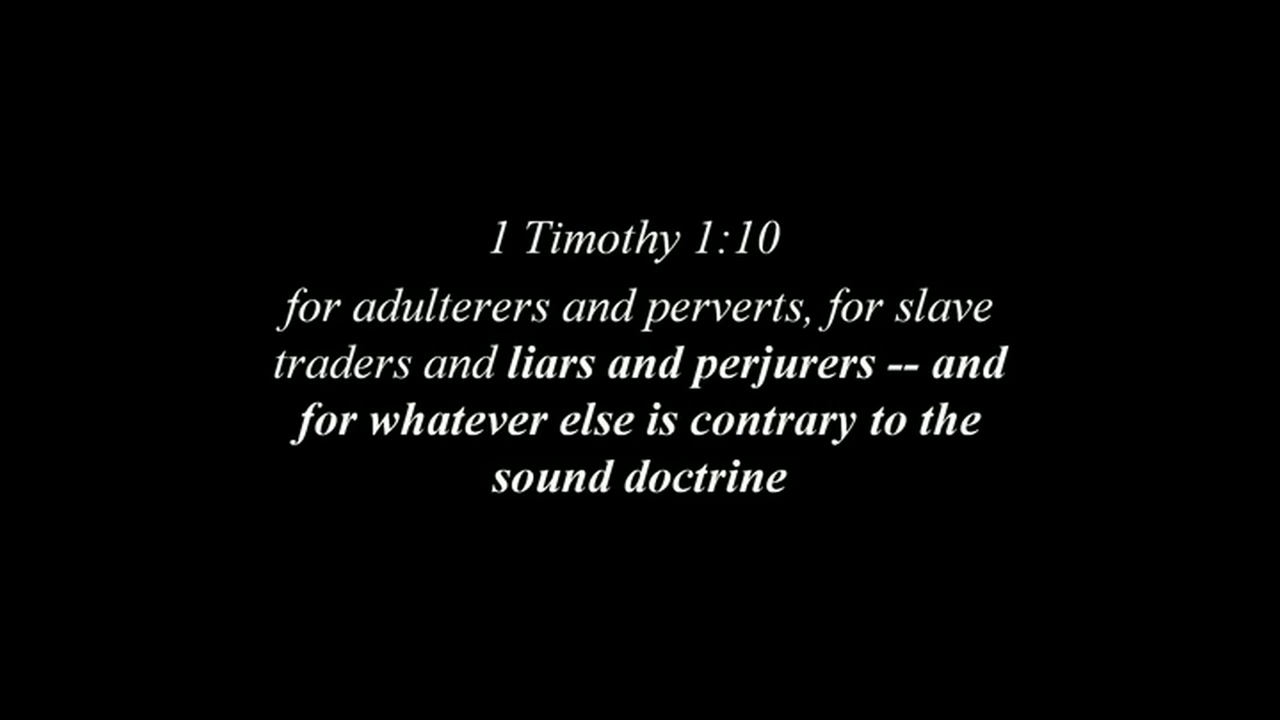 1 Timothy 1:10
for adulterers and perverts, for slave
traders and liars and perjurers -- and
for whatever else is contrary to the
sound doctrine